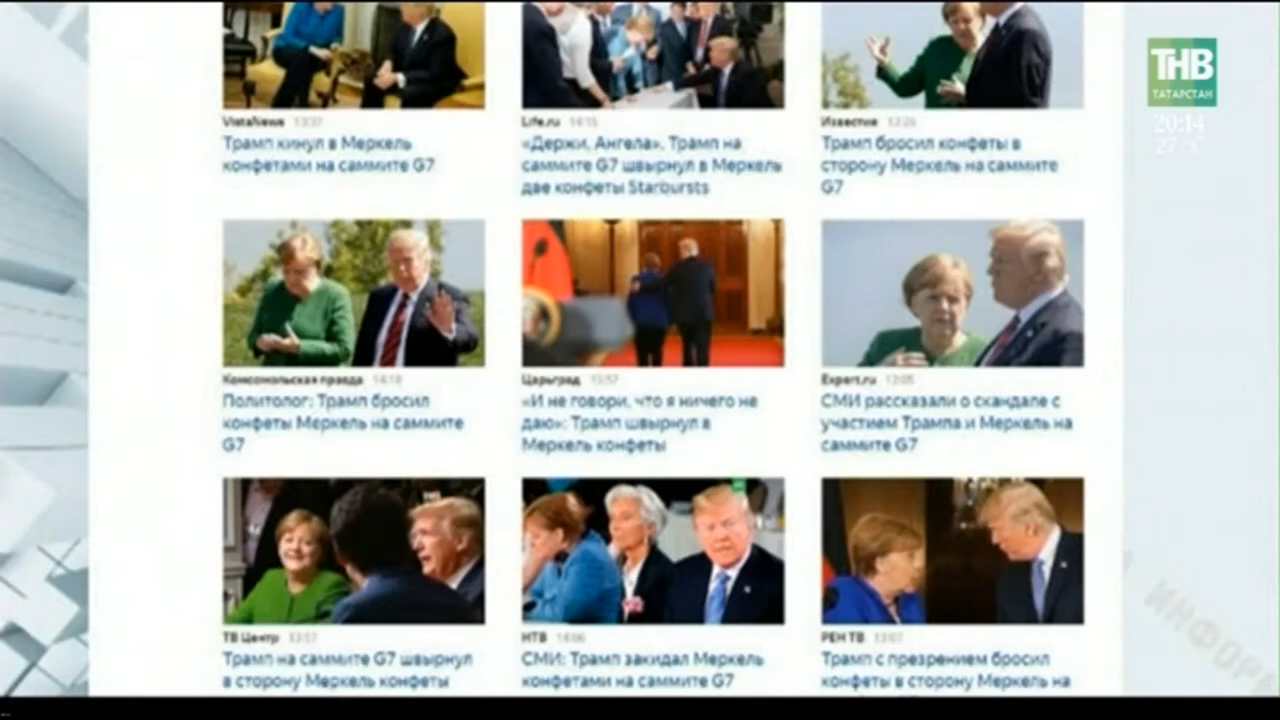 ТНВ
ТАТАРСТАН
20:14
27 °C
VistaNews 13:37
Трамп кинул в Меркель
конфетами на саммите G7
Life.ru 14:15
«Держи, Ангела». Трамп на
саммите G7 швырнул в Меркель
две конфеты Starbursts
Известия 13:26
Трамп бросил конфеты в
сторону Меркель на саммите
G7
Комсомольская правда 14:18
Политолог: Трамп бросил
конфеты Меркель на саммите
G7
Царьград 13:57
«И не говори, что я ничего не
даю»: Трамп швырнул в
Меркель конфеты
Expert.ru 13:05
СМИ рассказали о скандале с
участием Трампа и Меркель на
саммите G7
ТВ Центр 13:51
Трамп на саммите G7 швырнул
в сторону Меркель конфеты
НТВ 14:06
СМИ: Трамп закидал Меркель
конфетами на саммите G7
РЕН ТВ 13:07
Трамп с презрением бросил
конфеты в сторону Меркель на